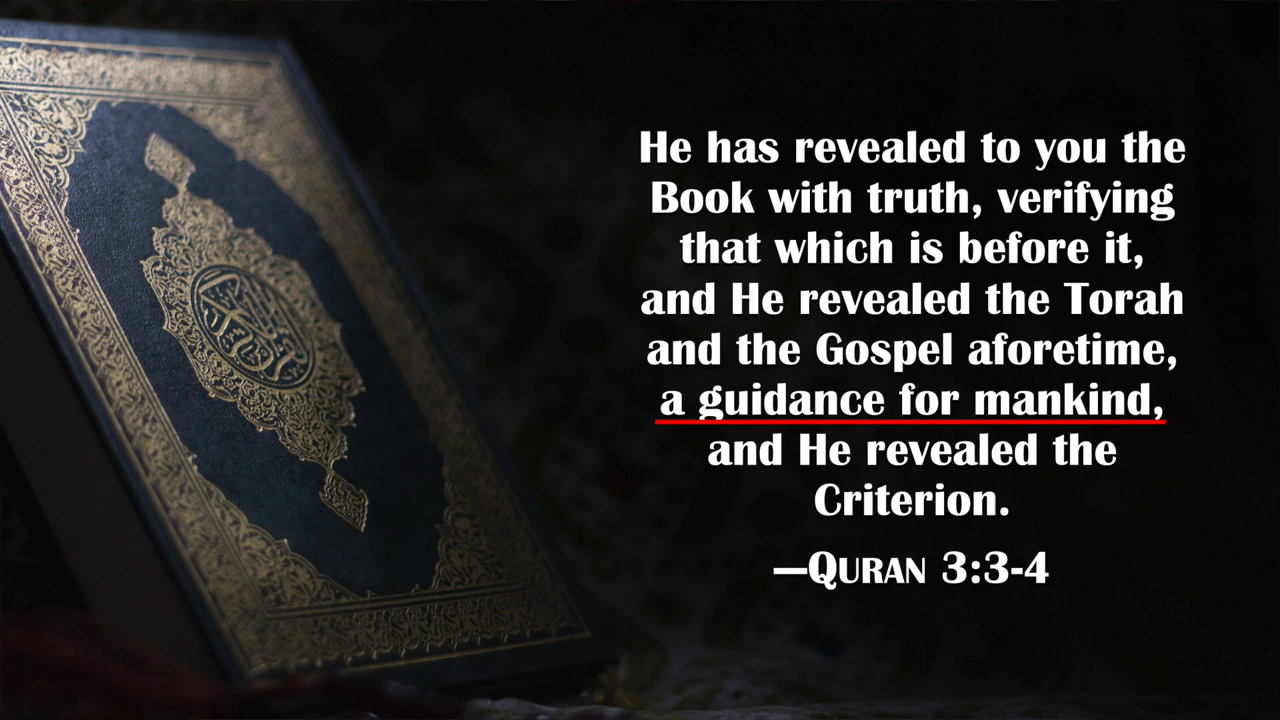 He has revealed to you the
Book with truth, verifying
that which is before it,
and He revealed the Torah
and the Gospel aforetime,
a guidance for mankind,
and He revealed the
Criterion.
—QURAN 3:3-4